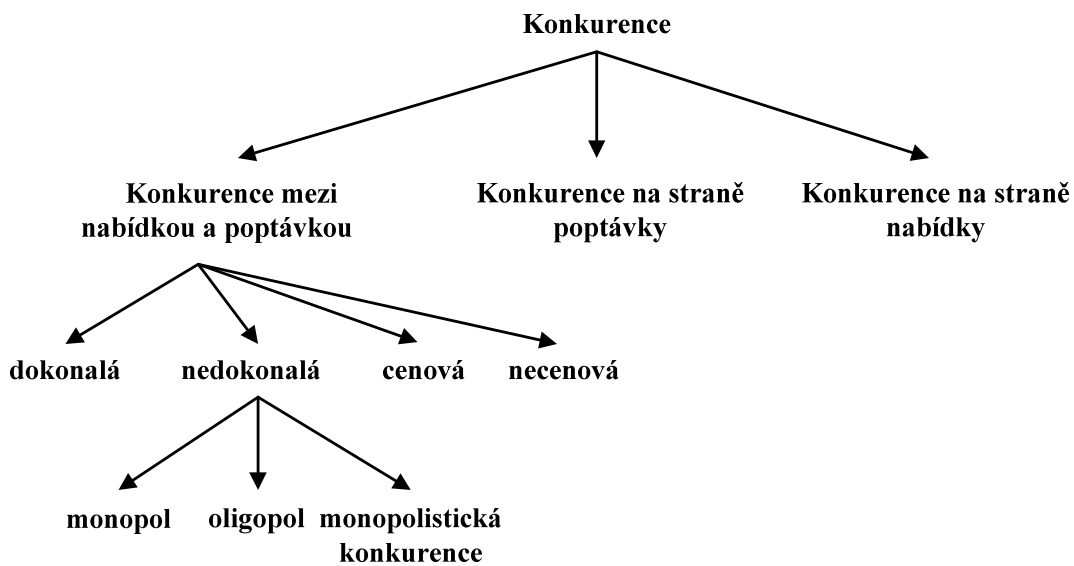 Konkurence
Konkurence mezi
nabídkou a poptávkou
Konkurence na straně
poptávky
Konkurence na straně
nabídky
dokonalá
nedokonalá
cenová
necenová
monopol
oligopol
monopolistická
konkurence